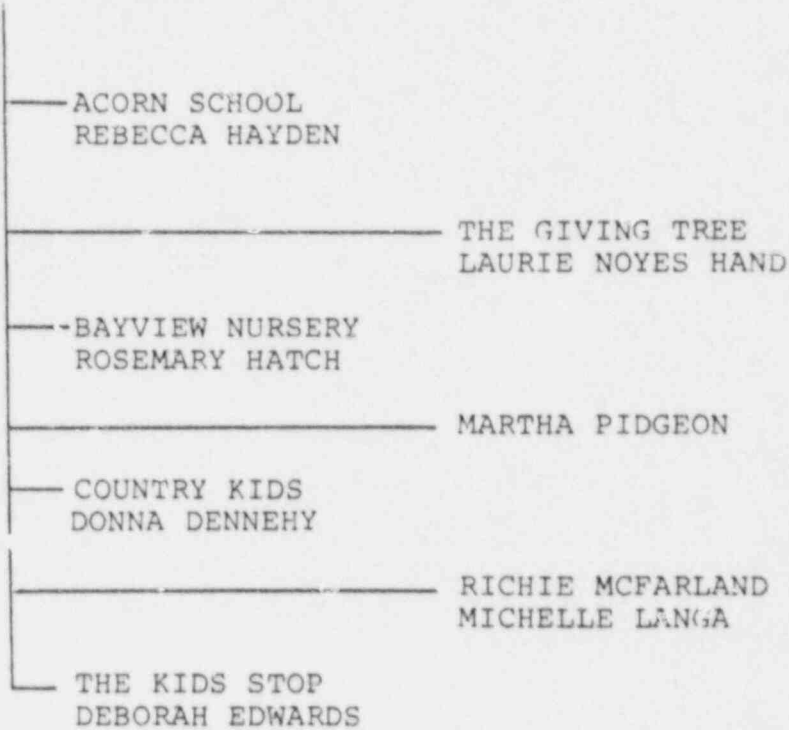 ACORN SCHOOL
REBECCA HAYDEN
THE GIVING TREE
LAURIE NOYES HAND
BAYVIEW NURSERY
ROSEMARY HATCH
MARTHA PIDGEON
COUNTRY KIDS
DONNA DENNEHY
RICHIE MCFARLAND
MICHELLE LANGA
THE KIDS STOP
DEBORAH EDWARDS